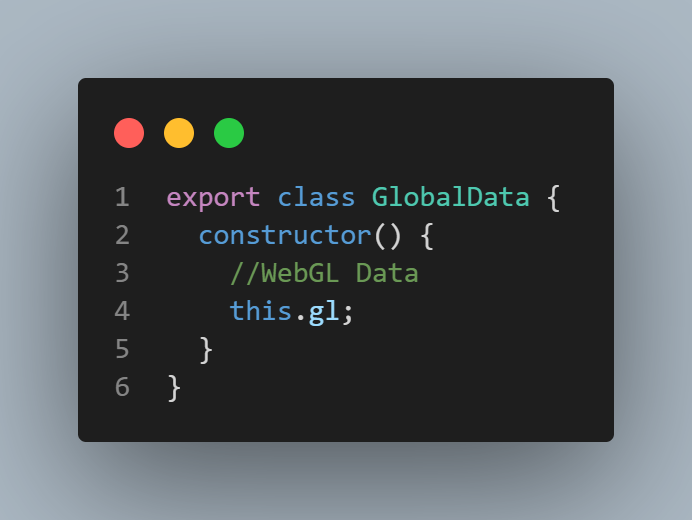 1 export class GlobalData {
2   constructor() {
3     //WebGL Data
4     this.gl;
5   }
6 }